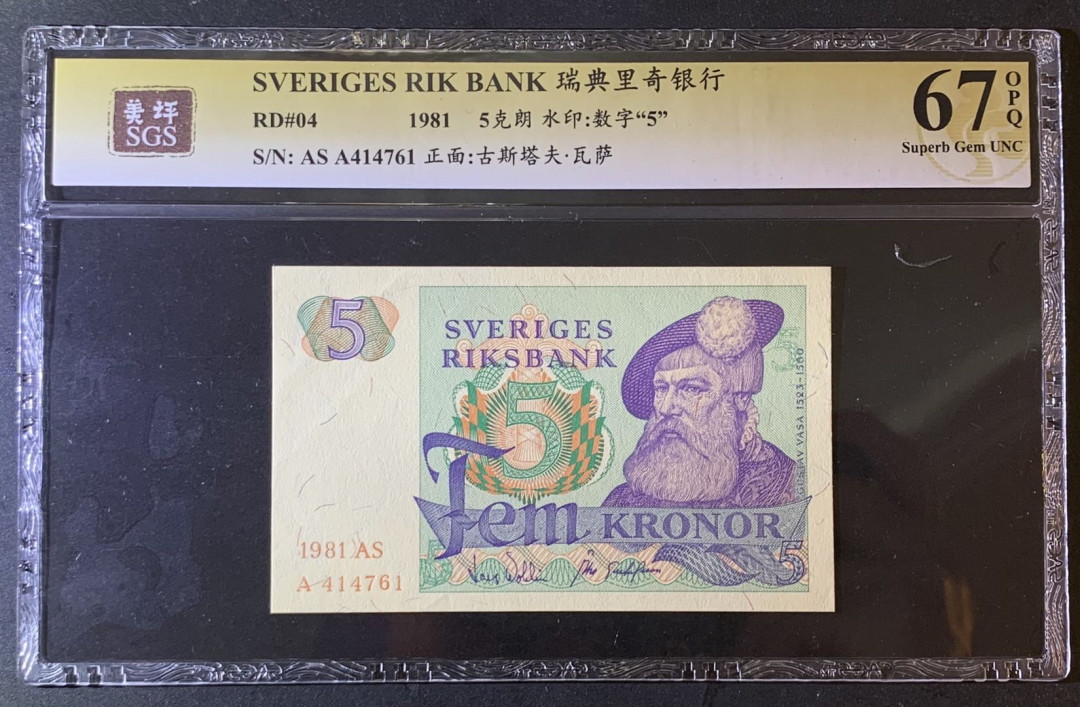 美评
SGS
SVERIGES RIK BANK 瑞典里奇银行
RD#04 1981 5克朗 水印:数字“5”
S/N: AS A414761 正面:古斯塔夫·瓦萨
67
OPQ
Superb Gem UNC
5
SVERIGES
RIKSBANK
5
GUSTAV VASA 1523-1560
Fem KRONOR
1981 AS
A 414761
5
5